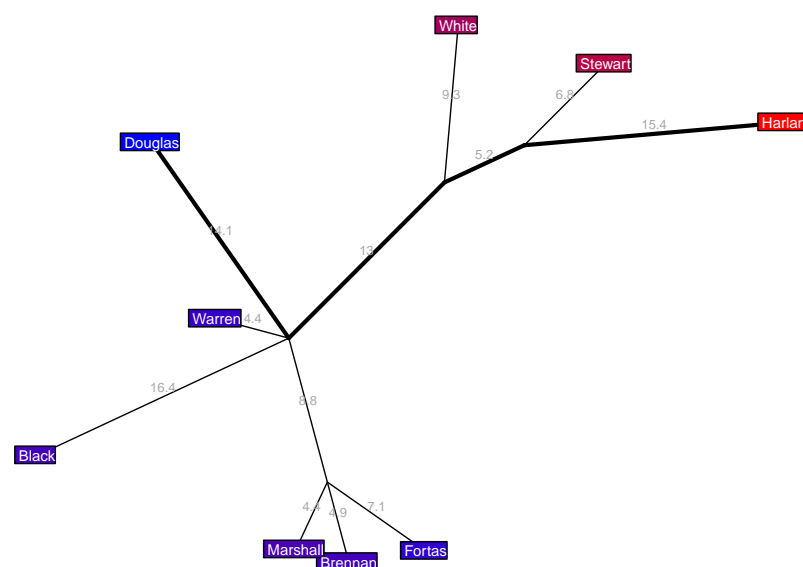 White
Stewart
9.3
6.8
Harlan
15.4
Douglas
5.2
14.1
13
Warren
4.4
16.4
8.8
Black
4.4
4.9
7.1
Marshall
Brennan
Fortas